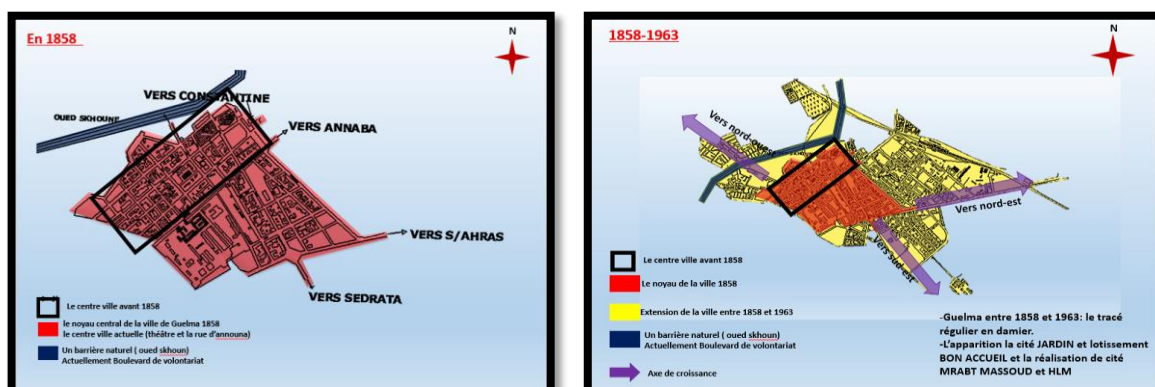 En 1858
N
VERS CONSTANTINE
OUED SKHOUNE
VERS ANNABA
VERS S/AHRAS
VERS SEDRATA
Le centre ville avant 1858
le noyau central de la ville de Guelma 1858
le centre ville actuelle (théâtre et la rue d'announa)
Un barrière naturel ( oued skhoun)
Actuellement Boulevard de volontariat
1858-1963
N
Vers nord-ouest
Vers nord-est
Vers sud-est
Le centre ville avant 1858
Le noyau de la ville 1858
Extension de la ville entre 1858 et 1963
Un barrière naturel ( oued skhoun)
Actuellement Boulevard de volontariat
Axe de croissance
-Guelma entre 1858 et 1963: le tracé
régulier en damier.
-L'apparition la cité JARDIN et lotissement
BON ACCUEIL et la réalisation de cité
MRABT MASSOUD et HLM